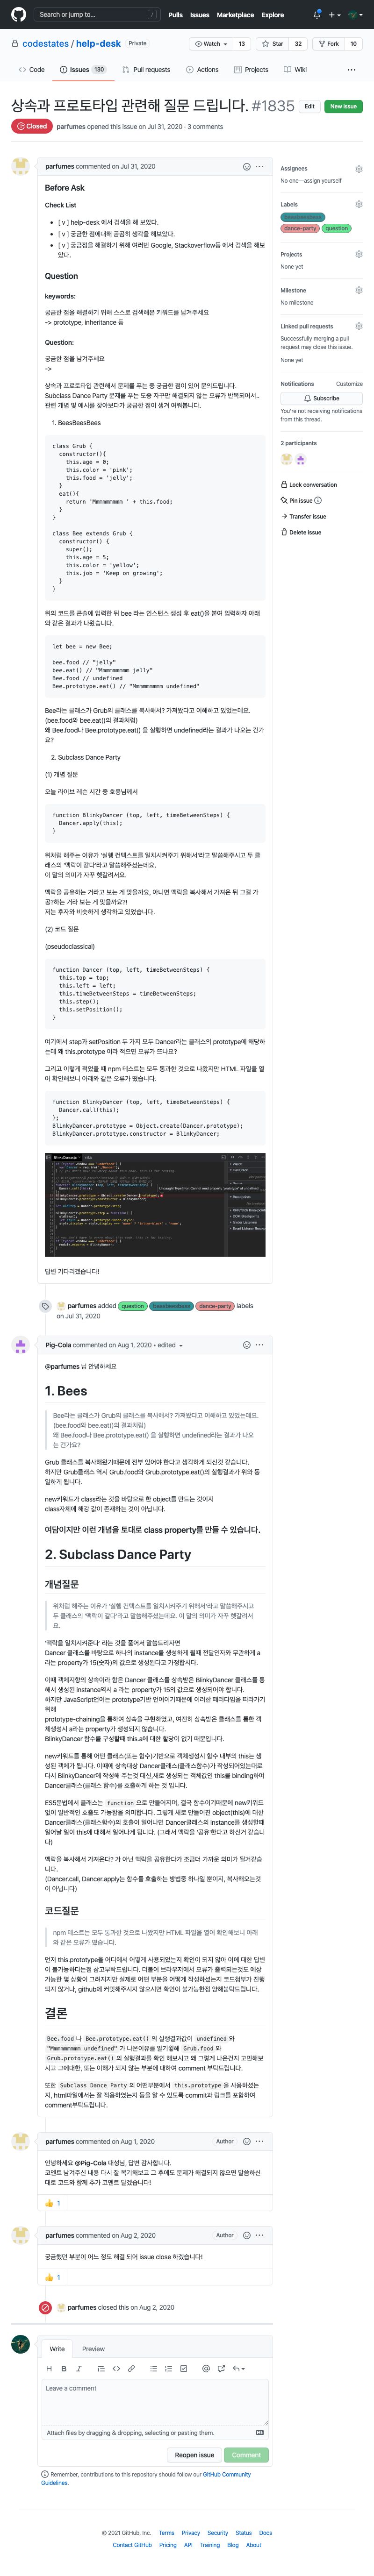 Search or jump to... /
Pulls Issues Marketplace Explore
codestates / help-desk Private
Watch 13 Star 32 Fork 10
Code Issues 130 Pull requests Actions Projects Wiki
상속과 프로토타입 관련해 질문 드립니다. #1835
Edit New issue
Closed parfumes opened this issue on Jul 31, 2020 · 3 comments
parfumes commented on Jul 31, 2020
Before Ask
Check List
[ v ] help-desk 에서 검색을 해 보았다.
[ v ] 궁금한 점에대해 곰곰히 생각을 해보았다.
[ v ] 궁금점을 해결하기 위해 여러번 Google, Stackoverflow등 에서 검색을 해보
았다.
Question
keywords:
궁금한 점을 해결하기 위해 스스로 검색해본 키워드를 남겨주세요
-> prototype, inheritance 등
Question:
궁금한 점을 남겨주세요
->
상속과 프로토타입 관련해서 문제를 푸는 중 궁금한 점이 있어 문의드립니다.
Subclass Dance Party 문제를 푸는 도중 자꾸만 해결되지 않는 오류가 반복되어서..
관련 개념 및 예시를 찾아보다가 궁금한 점이 생겨 여쭤봅니다.
1. BeesBeesBees
class Grub {
constructor(){
this.age = 0;
this.color = 'pink';
this.food = 'jelly';
}
eat(){
return 'Mmmmmmmmm ' + this.food;
}
}
class Bee extends Grub {
constructor() {
super();
this.age = 5;
this.color = 'yellow';
this.job = 'Keep on growing';
}
}
위의 코드를 콘솔에 입력한 뒤 bee 라는 인스턴스 생성 후 eat()을 붙여 입력하자 아래
와 같은 결과가 나왔습니다.
let bee = new Bee;
bee.food // "jelly"
bee.eat() // "Mmmmmmmmm jelly"
Bee.food // undefined
Bee.prototype.eat() // "Mmmmmmmmm undefined"
Bee라는 클래스가 Grub의 클래스를 복사해서? 가져왔다고 이해하고 있었는데요.
(bee.food와 bee.eat()의 결과처럼)
왜 Bee.food나 Bee.prototype.eat() 을 실행하면 undefined라는 결과가 나오는 건가
요?
2. Subclass Dance Party
(1) 개념 질문
오늘 라이브 레슨 시간 중 호용님께서
function BlinkyDancer (top, left, timeBetweenSteps) {
Dancer.apply(this);
}
위처럼 해주는 이유가 '실행 컨텍스트를 일치시켜주기 위해서'라고 말씀해주시고 두 클
래스의 '맥락이 같다'라고 말씀해주셨는데요.
이 말의 의미가 자꾸 헷갈려서요.
맥락을 공유하는 거라고 보는 게 맞을까요, 아니면 맥락을 복사해서 가져온 뒤 그걸 가
공?하는 거라 보는 게 맞을까요?!
저는 후자와 비슷하게 생각하고 있었습니다.
(2) 코드 질문
(pseudoclassical)
function Dancer (top, left, timeBetweenSteps) {
this.top = top;
this.left = left;
this.timeBetweenSteps = timeBetweenSteps;
this.step();
this.setPosition();
}
여기에서 step과 setPosition 두 가지 모두 Dancer라는 클래스의 prototype에 해당하
는데 왜 this.prototype 이라 적으면 오류가 뜨나요?
그리고 이렇게 적었을 때 npm 테스트는 모두 통과한 것으로 나왔지만 HTML 파일을 열
어 확인해보니 아래와 같은 오류가 떴습니다.
function BlinkyDancer (top, left, timeBetweenSteps) {
Dancer.call(this);
};
BlinkyDancer.prototype = Object.create(Dancer.prototype);
BlinkyDancer.prototype.constructor = BlinkyDancer;
답변 기다리겠습니다!
parfumes added question beesbeesbees dance-party labels
on Jul 31, 2020
Pig-Cola commented on Aug 1, 2020 • edited
@parfumes 님 안녕하세요
1. Bees
Bee라는 클래스가 Grub의 클래스를 복사해서? 가져왔다고 이해하고 있었는데요.
(bee.food와 bee.eat()의 결과처럼)
왜 Bee.food나 Bee.prototype.eat() 을 실행하면 undefined라는 결과가 나오
는 건가요?
Grub 클래스를 복사해왔기때문에 전부 있어야 한다고 생각하게 되신것 같습니다.
하지만 Grub클래스 역시 Grub.food와 Grub.prototype.eat()의 실행결과가 위와 동
일하게 됩니다.
new키워드가 class라는 것을 바탕으로 한 object를 만드는 것이지
class자체에 해강 값이 존재하는 것이 아닙니다.
여담이지만 이런 개념을 토대로 class property를 만들 수 있습니다.
2. Subclass Dance Party
개념질문
위처럼 해주는 이유가 '실행 컨텍스트를 일치시켜주기 위해서'라고 말씀해주시고
두 클래스의 '맥락이 같다'라고 말씀해주셨는데요. 이 말의 의미가 자꾸 헷갈려서
요.
'맥락을 일치시켜준다' 라는 것을 풀어서 말씀드리자면
Dancer 클래스를 바탕으로 하나의 instance를 생성하게 될때 전달인자와 무관하게 a
라는 property가 15(숫자)의 값으로 생성된다고 가정합시다.
이때 객체지향의 상속이라 함은 Dancer 클래스를 상속받은 BlinkyDancer 클래스를 통
해서 생성된 instance역시 a 라는 property가 15의 값으로 생성되어야 합니다.
하지만 JavaScript언어는 prototype기반 언어이기때문에 이러한 패러다임을 따라가기
위해
prototype-chaining을 통하여 상속을 구현하였고, 여전히 상속받은 클래스를 통한 객
체생성시 a라는 property가 생성되지 않습니다.
BlinkyDancer 함수를 구성할때 this.a에 대한 할당이 없기 때문입니다.
new키워드를 통해 어떤 클래스(또는 함수)기반으로 객체생성시 함수 내부의 this는 생
성된 객체가 됩니다. 이때에 상속대상 Dancer클래스(클래스함수)가 작성되어있는대로
다시 BlinkyDancer에 작성해 주는것 대신,새로 생성되는 객체값인 this를 binding하여
Dancer클래스(클래스 함수)를 호출하게 하는 것 입니다.
ES5문법에서 클래스는 function 으로 만들어지며, 결국 함수이기때문에 new키워드
없이 일반적인 호출도 가능함을 의미합니다. 그렇게 새로 만들어진 object(this)에 대한
Dancer클래스(클래스함수)의 호출이 일어나면 Dancer클래스의 instance를 생성할때
일어날 일이 this에 대해서 일어나게 됩니다. (그래서 맥락을 '공유'한다고 하신거 같습니
다)
맥락을 복사해서 가져온다? 가 아닌 맥락을 공유한다가 조금더 가까운 의미가 될거같습
니다.
(Dancer.call, Dancer.apply는 함수를 호출하는 방법중 하나일 뿐이지, 복사해오는것
이 아닙니다)
코드질문
npm 테스트는 모두 통과한 것으로 나왔지만 HTML 파일을 열어 확인해보니 아래
와 같은 오류가 떴습니다.
먼저 this.prototype을 어디에서 어떻게 사용되었는지 확인이 되지 않아 이에 대한 답변
이 불가능하다는점 참고부탁드립니다. 더불어 브라우저에서 오류가 출력되는것도 예상
가능한 몇 상황이 그려지지만 실제로 어떤 부분을 어떻게 작성하셨는지 코드첨부가 진행
되지 않거나, github에 커밋해주시지 않으시면 확인이 불가능한점 양해를부탁드립니다.
결론
Bee.food 나 Bee.prototype.eat() 의 실행결과값이 undefined 와
"Mmmmmmmmm undefined" 가 나온이유를 알기윟해 Grub.food 와
Grub.prototype.eat() 의 실행결과를 확인 해보시고 왜 그렇게 나온건지 고민해보
시고 그에대한, 또는 이해가 되지 않는 부분에 대하여 comment 부탁드립니다.
또한 Subclass Dance Party 의 어떤부분에서 this.prototype 을 사용하셨는
지, html파일에서는 잘 적용하였는지 등을 알 수 있도록 commit과 링크를 포함하여
comment부탁드립니다.
parfumes commented on Aug 1, 2020 Author
안녕하세요 @Pig-Cola 대성님, 답변 감사합니다.
코멘트 남겨주신 내용 다시 잘 복기해보고 그 후에도 문제가 해결되지 않으면 말씀하신
대로 코드와 함께 추가 코멘트 달겠습니다!
👍 1
parfumes commented on Aug 2, 2020 Author
궁금했던 부분이 어느 정도 해결 되어 issue close 하겠습니다!
👍 1
parfumes closed this on Aug 2, 2020
Write Preview
Leave a comment
Attach files by dragging & dropping, selecting or pasting them.
Reopen issue Comment
Remember, contributions to this repository should follow our GitHub Community
Guidelines.
Assignees
No one—assign yourself
Labels
beesbeesbees
dance-party question
Projects
None yet
Milestone
No milestone
Linked pull requests
Successfully merging a pull
request may close this issue.
None yet
Notifications Customize
Subscribe
You're not receiving notifications
from this thread.
2 participants
Lock conversation
Pin issue
Transfer issue
Delete issue
© 2021 GitHub, Inc. Terms Privacy Security Status Docs
Contact GitHub Pricing API Training Blog About